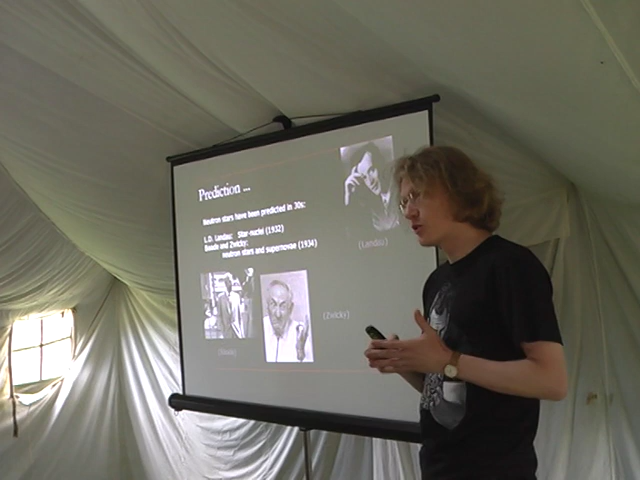 Prediction ...
Neutron stars have been predicted in 30s:
L.D. Landau: Star-nuclei (1932)
Baade and Zwicky:
neutron stars and supernovae (1934)
(Landau)
(Zwicky)
(Baade)